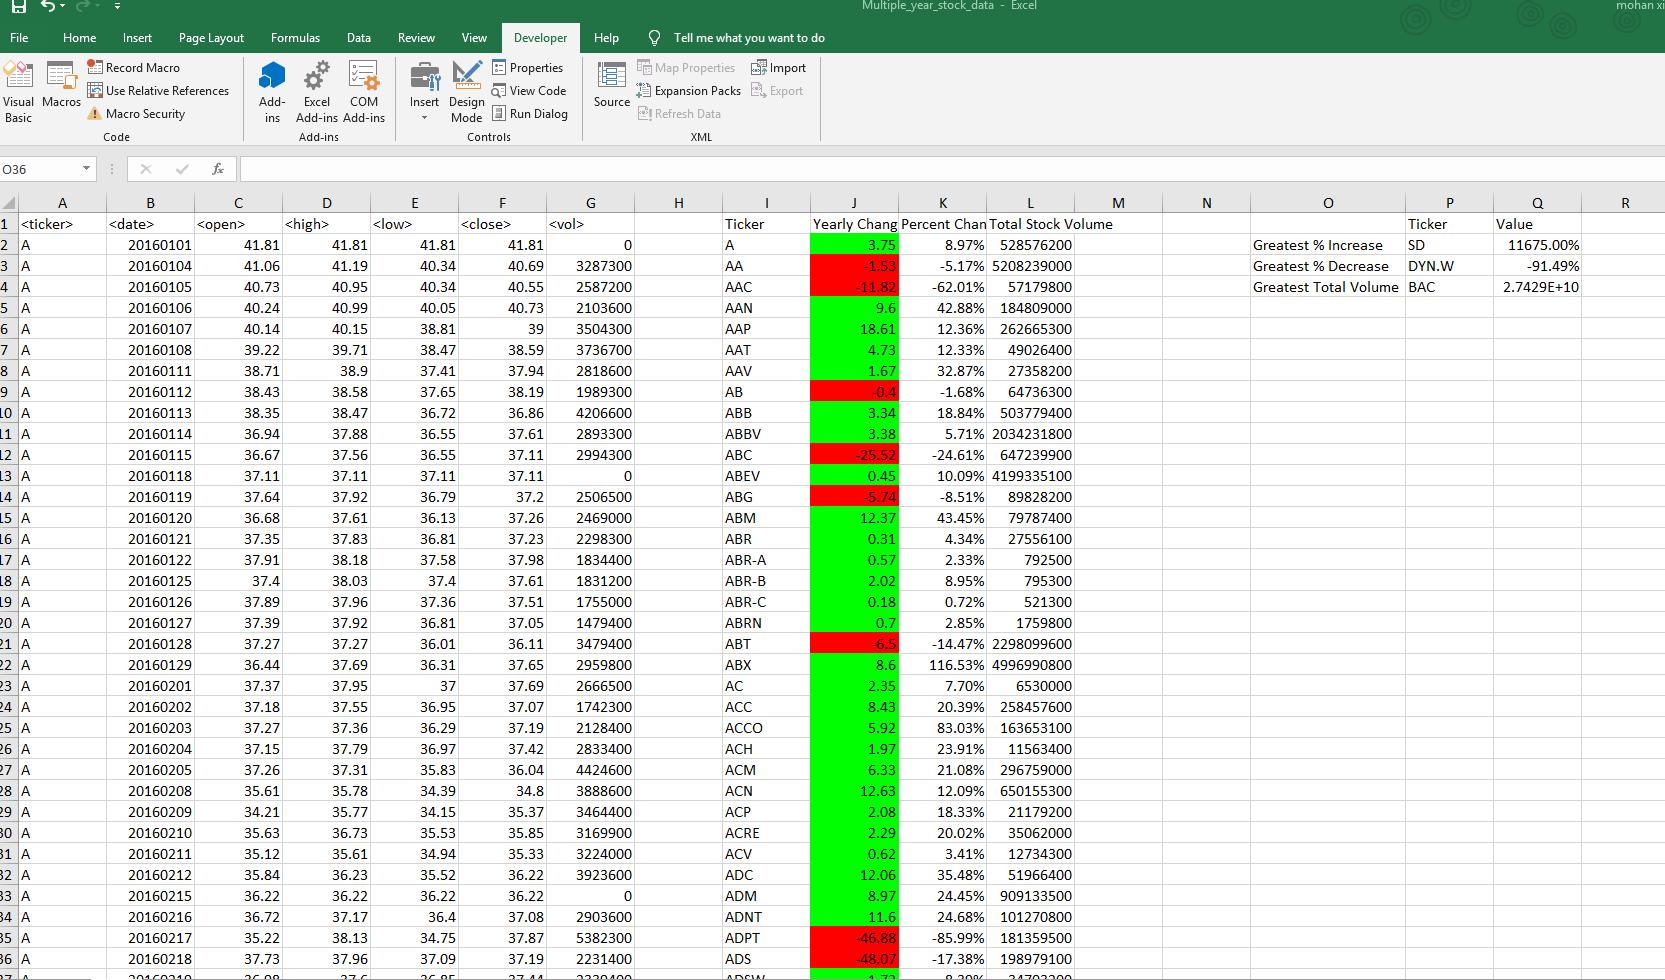 Multiple_year_stock_data - Excel mohan xi
File Home Insert Page Layout Formulas Data Review View Developer Help Tell me what you want to do
Record Macro Properties Map Properties Import
Use Relative References View Code Expansion Packs Export
Visual Basic Macros Macro Security Add-ins Excel Add-ins COM Add-ins Insert Design Mode Run Dialog Source Refresh Data
Code Add-ins Controls XML
O36 fx
A B C D E F G H I J K L M N O P Q R
1 <ticker> <date> <open> <high> <low> <close> <vol> Ticker Yearly Chang Percent Chan Total Stock Volume Ticker Value
2 A 20160101 41.81 41.81 41.81 41.81 0 A 3.75 8.97% 528576200 Greatest % Increase SD 11675.00%
3 A 20160104 41.06 41.19 40.34 40.69 3287300 AA -1.53 -5.17% 5208239000 Greatest % Decrease DYN.W -91.49%
4 A 20160105 40.73 40.95 40.34 40.55 2587200 AAC -11.82 -62.01% 57179800 Greatest Total Volume BAC 2.7429E+10
5 A 20160106 40.24 40.99 40.05 40.73 2103600 AAN 9.6 42.88% 184809000
6 A 20160107 40.14 40.15 38.81 39 3504300 AAP 18.61 12.36% 262665300
7 A 20160108 39.22 39.71 38.47 38.59 3736700 AAT 4.73 12.33% 49026400
8 A 20160111 38.71 38.9 37.41 37.94 2818600 AAV 1.67 32.87% 27358200
9 A 20160112 38.43 38.58 37.65 38.19 1989300 AB -0.4 -1.68% 64736300
10 A 20160113 38.35 38.47 36.72 36.86 4206600 ABB 3.34 18.84% 503779400
11 A 20160114 36.94 37.88 36.55 37.61 2893300 ABBV 3.38 5.71% 2034231800
12 A 20160115 36.67 37.56 36.55 37.11 2994300 ABC -25.52 -24.61% 647239900
13 A 20160118 37.11 37.11 37.11 37.11 0 ABEV 0.45 10.09% 4199335100
14 A 20160119 37.64 37.92 36.79 37.2 2506500 ABG -5.74 -8.51% 89828200
15 A 20160120 36.68 37.61 36.13 37.26 2469000 ABM 12.37 43.45% 79787400
16 A 20160121 37.35 37.83 36.81 37.23 2298300 ABR 0.31 4.34% 27556100
17 A 20160122 37.91 38.18 37.58 37.98 1834400 ABR-A 0.57 2.33% 792500
18 A 20160125 37.4 38.03 37.4 37.61 1831200 ABR-B 2.02 8.95% 795300
19 A 20160126 37.89 37.96 37.36 37.51 1755000 ABR-C 0.18 0.72% 521300
20 A 20160127 37.39 37.92 36.81 37.05 1479400 ABRN 0.7 2.85% 1759800
21 A 20160128 37.27 37.27 36.01 36.11 3479400 ABT -6.5 -14.47% 2298099600
22 A 20160129 36.44 37.69 36.31 37.65 2959800 ABX 8.6 116.53% 4996990800
23 A 20160201 37.37 37.95 37 37.69 2666500 AC 2.35 7.70% 6530000
24 A 20160202 37.18 37.55 36.95 37.07 1742300 ACC 8.43 20.39% 258457600
25 A 20160203 37.27 37.36 36.29 37.19 2128400 ACCO 5.92 83.03% 163653100
26 A 20160204 37.15 37.79 36.97 37.42 2833400 ACH 1.97 23.91% 11563400
27 A 20160205 37.26 37.31 35.83 36.04 4424600 ACM 6.33 21.08% 296759000
28 A 20160208 35.61 35.78 34.39 34.8 3888600 ACN 12.63 12.09% 650155300
29 A 20160209 34.21 35.77 34.15 35.37 3464400 ACP 2.08 18.33% 21179200
30 A 20160210 35.63 36.73 35.53 35.85 3169900 ACRE 2.29 20.02% 35062000
31 A 20160211 35.12 35.61 34.94 35.33 3224000 ACV 0.62 3.41% 12734300
32 A 20160212 35.84 36.23 35.52 36.22 3923600 ADC 12.06 35.48% 51966400
33 A 20160215 36.22 36.22 36.22 36.22 0 ADM 8.97 24.45% 909133500
34 A 20160216 36.72 37.17 36.4 37.08 2903600 ADNT 11.6 24.68% 101270800
35 A 20160217 35.22 38.13 34.75 37.87 5382300 ADPT -46.88 -85.99% 181359500
36 A 20160218 37.73 37.96 37.09 37.19 2231400 ADS -48.07 -17.38% 198979100